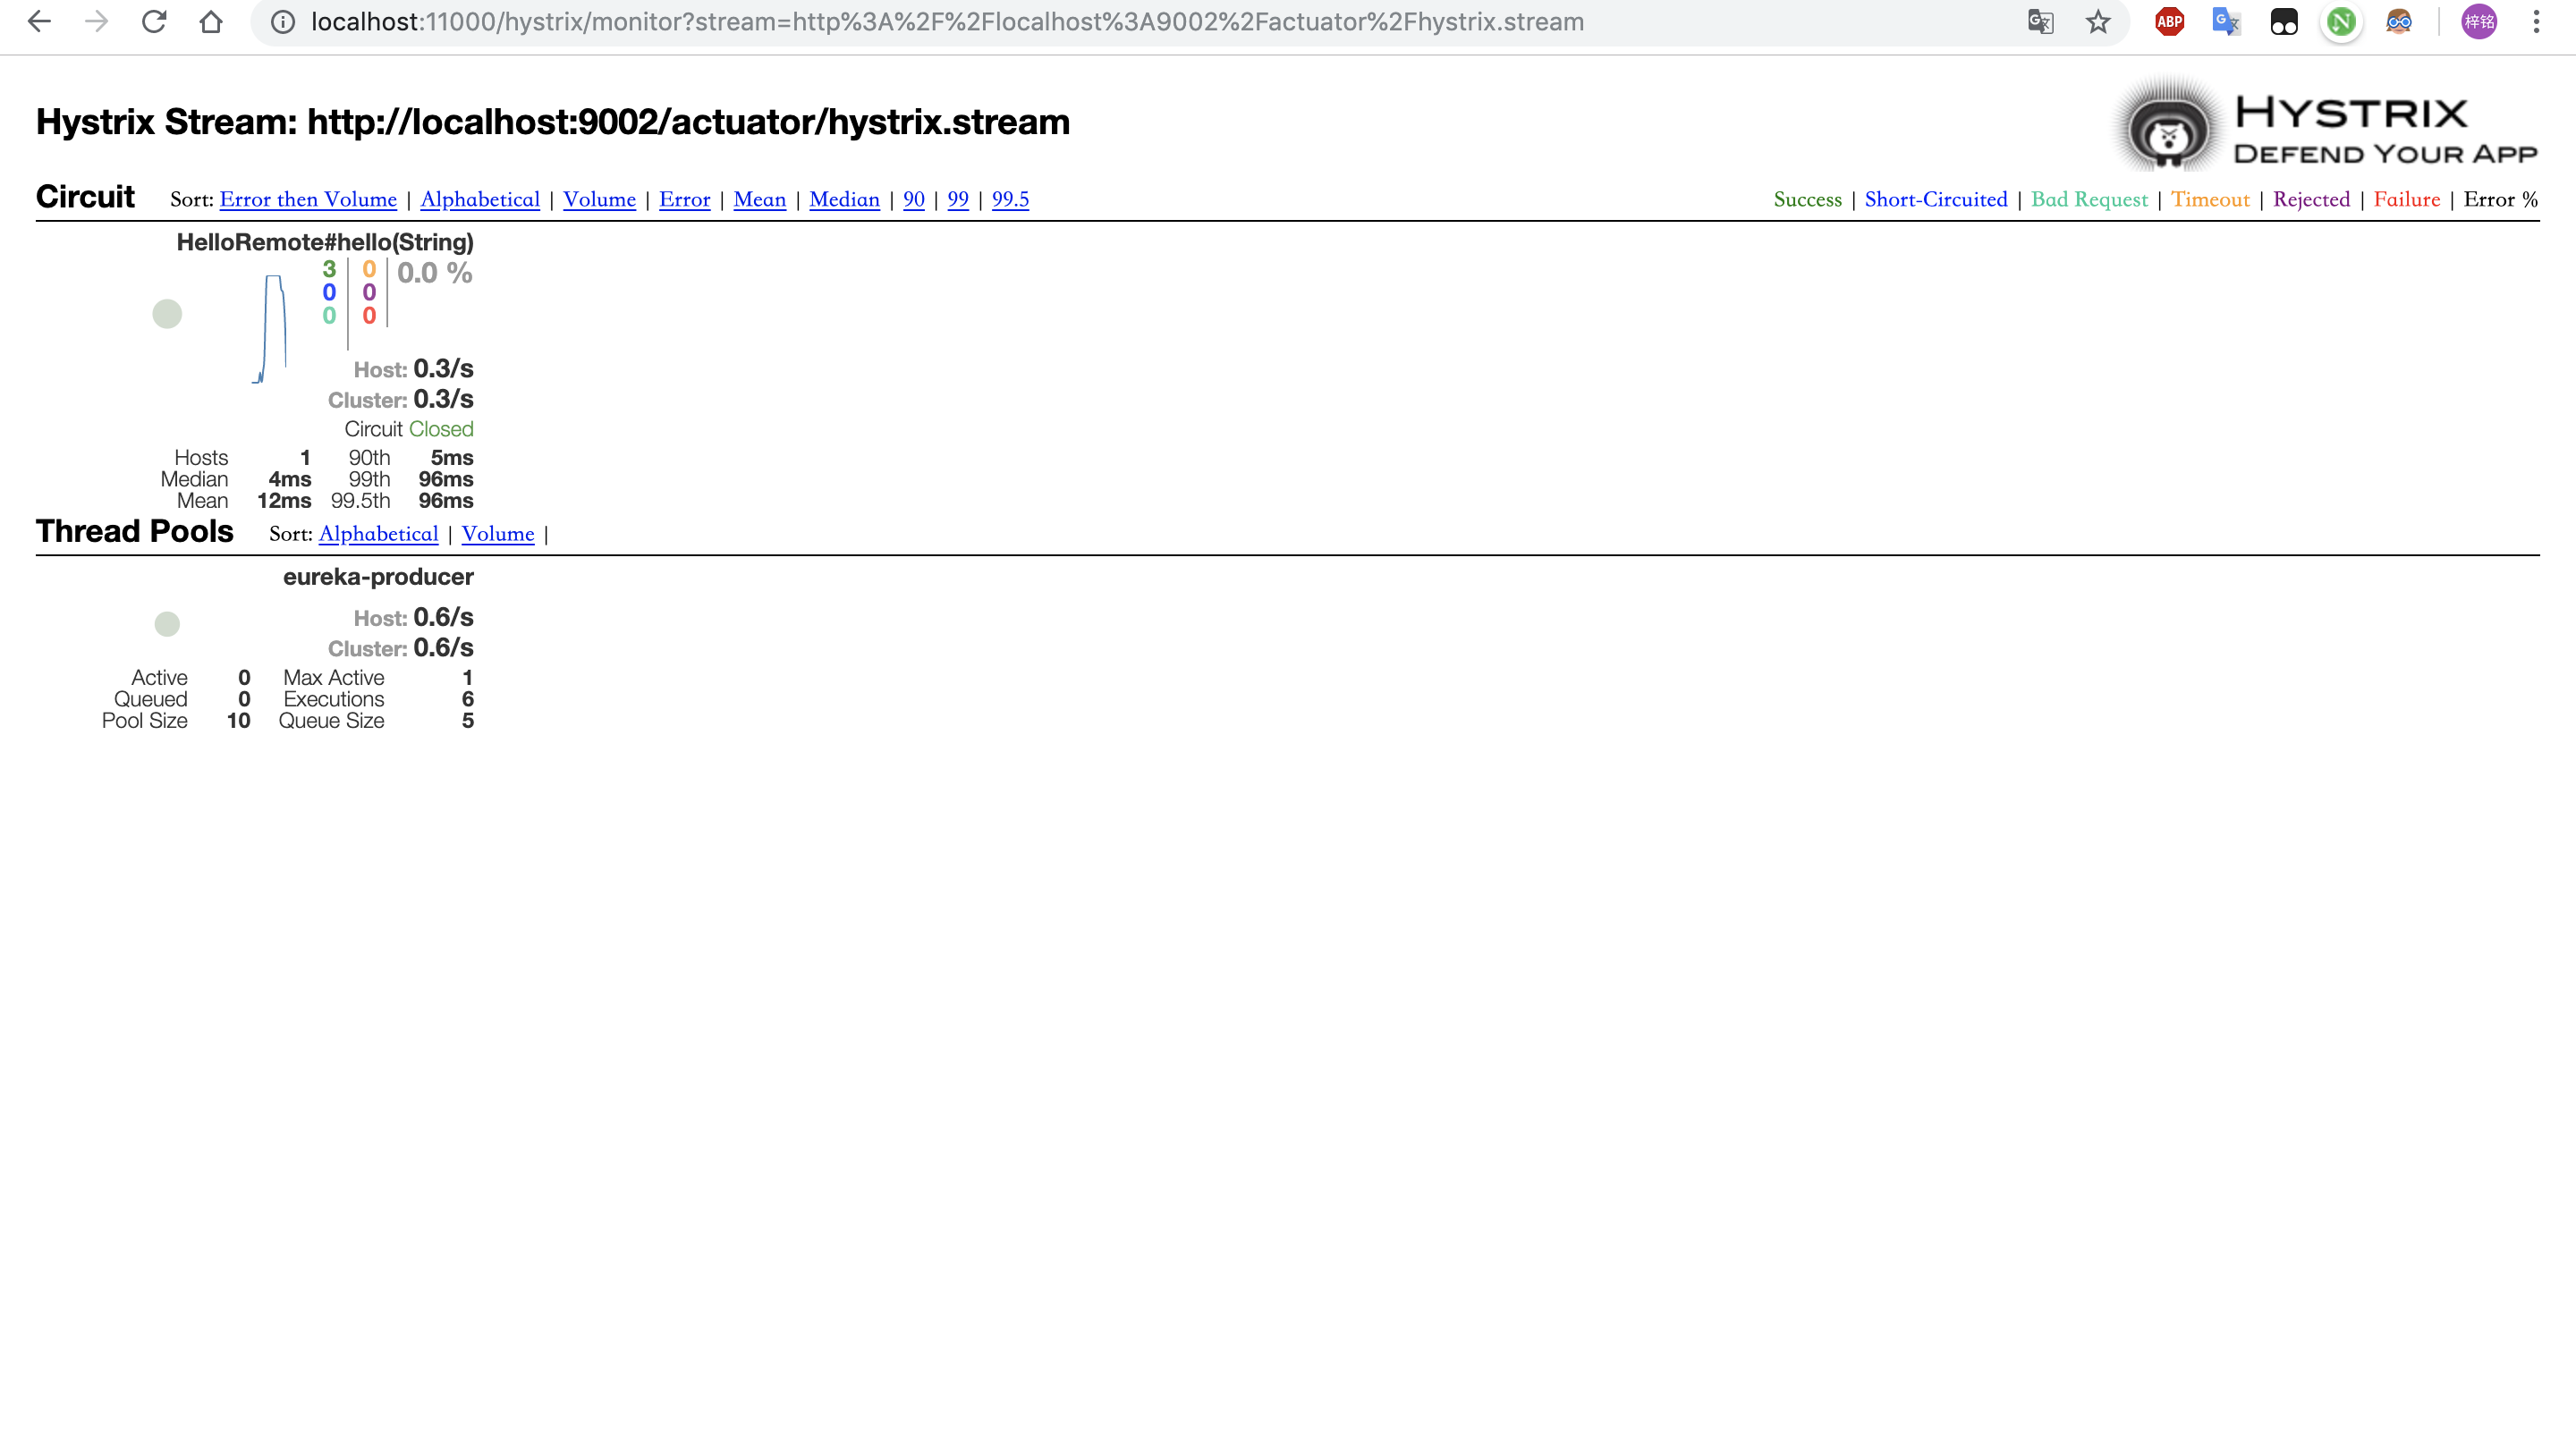 localhost:11000/hystrix/monitor?stream=http%3A%2F%2Flocalhost%3A9002%2Factuator%2Fhystrix.stream
ABP
G
N
梓铭
Hystrix Stream: http://localhost:9002/actuator/hystrix.stream
HYSTRIX
DEFEND YOUR APP
Circuit Sort: Error then Volume | Alphabetical | Volume | Error | Mean | Median | 90 | 99 | 99.5
Success | Short-Circuited | Bad Request | Timeout | Rejected | Failure | Error %
HelloRemote#hello(String)
3 0 0.0 %
0 0
0 0
Host: 0.3/s
Cluster: 0.3/s
Circuit Closed
Hosts 1 90th 5ms
Median 4ms 99th 96ms
Mean 12ms 99.5th 96ms
Thread Pools Sort: Alphabetical | Volume |
eureka-producer
Host: 0.6/s
Cluster: 0.6/s
Active 0 Max Active 1
Queued 0 Executions 6
Pool Size 10 Queue Size 5